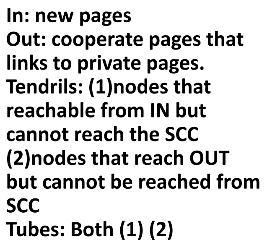 In: new pages
Out: cooperate pages that
links to private pages.
Tendrils: (1)nodes that
reachable from IN but
cannot reach the SCC
(2)nodes that reach OUT
but cannot be reached from
SCC
Tubes: Both (1) (2)